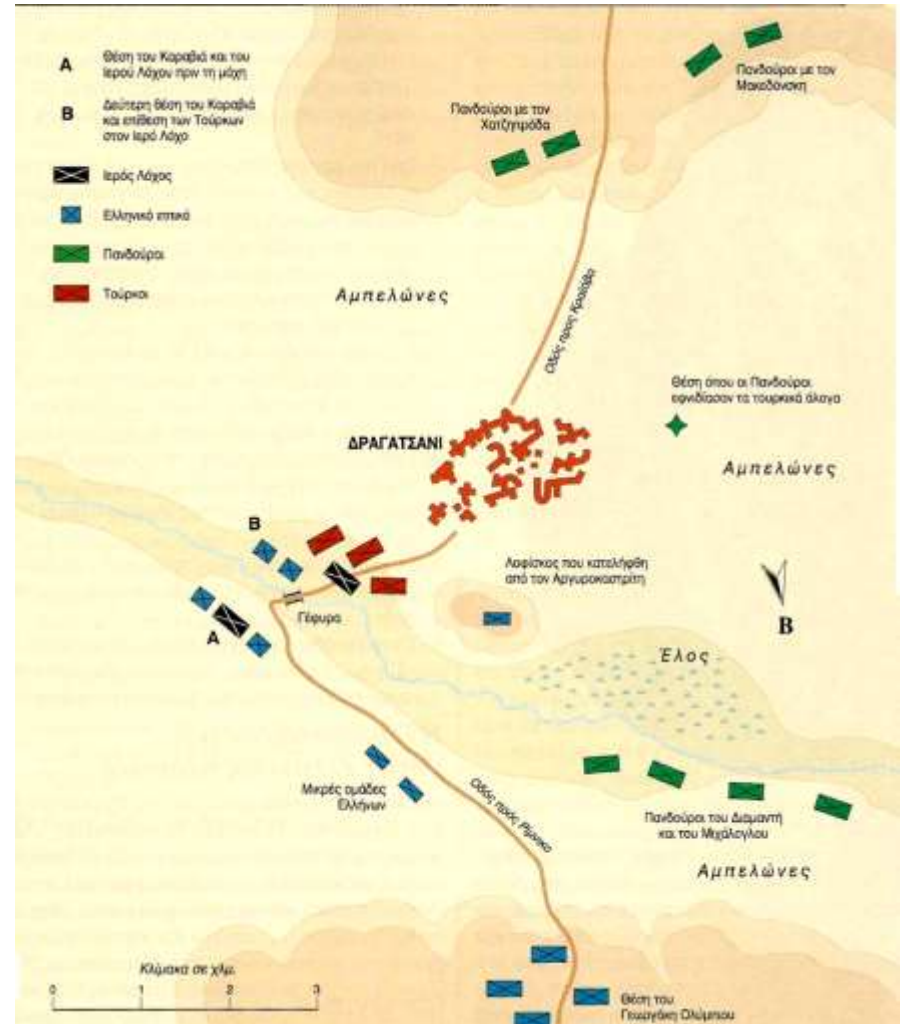 A
Θέση του Καραβιά και του
Ιερού Λόχου πριν τη μάχη
B
Δεύτερη θέση του Καραβιά
και επίθεση των Τούρκων
στον Ιερό Λόχο
Ιερός Λόχος
Ελληνικό ιππικό
Πανδούροι
Τούρκοι
Πανδούροι με τον
Μακεδόνσκη
Πανδούροι με τον
Χατζηπρόδα
Αμπελώνες
Οδός προς Κραϊόβα
Θέση όπου οι Πανδούροι
εφνιδίασαν τα τουρκικά άλογα
ΔΡΑΓΑΤΣΑΝΙ
Αμπελώνες
B
Λοφίσκος που κατελήφθη
από τον Αργυροκαστρίτη
Γέφυρα
A
B
Έλος
Μικρές ομάδες
Ελλήνων
Οδός πρός Ρίμνικο
Πανδούροι του Διαμαντή
και του Μιχάλογλου
Αμπελώνες
Κλίμακα σε χλμ.
0 1 2 3
Θέση του
Γεωργάκη Ολύμπιου